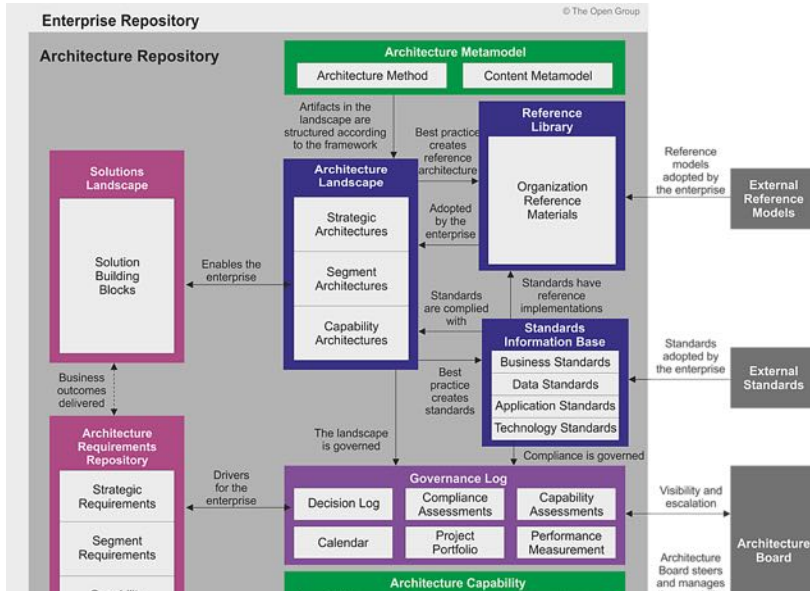 © The Open Group
Enterprise Repository
Architecture Repository
Architecture Metamodel
Architecture Method
Content Metamodel
Artifacts in the
landscape are
structured according
to the framework
Best practice
creates
reference
architecture
Reference
Library
Organization
Reference
Materials
Reference
models
adopted by
the enterprise
External
Reference
Models
Solutions
Landscape
Solution
Building
Blocks
Enables the
enterprise
Architecture
Landscape
Strategic
Architectures
Segment
Architectures
Capability
Architectures
Adopted
by the
enterprise
Standards
are complied
with
Standards have
reference
implementations
Standards
Information Base
Business Standards
Data Standards
Application Standards
Technology Standards
Standards
adopted by
the enterprise
External
Standards
Business
outcomes
delivered
Best
practice
creates
standards
The landscape
is governed
Compliance is governed
Architecture
Requirements
Repository
Strategic
Requirements
Segment
Requirements
Drivers
for the
enterprise
Governance Log
Decision Log
Compliance
Assessments
Capability
Assessments
Calendar
Project
Portfolio
Performance
Measurement
Visibility and
escalation
Architecture
Board
Architecture
Board steers
and manages
Architecture Capability